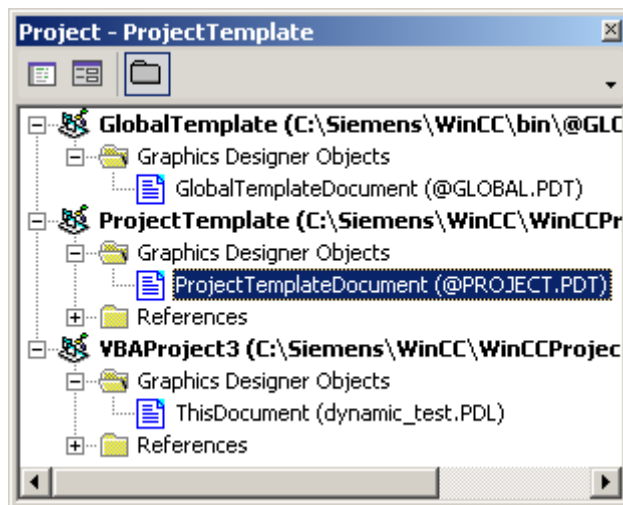 Project - ProjectTemplate
GlobalTemplate (C:\Siemens\WinCC\bin\@GLC
Graphics Designer Objects
GlobalTemplateDocument (@GLOBAL.PDT)
ProjectTemplate (C:\Siemens\WinCC\WinCCPr
Graphics Designer Objects
ProjectTemplateDocument (@PROJECT.PDT)
References
VBAProject3 (C:\Siemens\WinCC\WinCCProjec
Graphics Designer Objects
ThisDocument (dynamic_test.PDL)
References